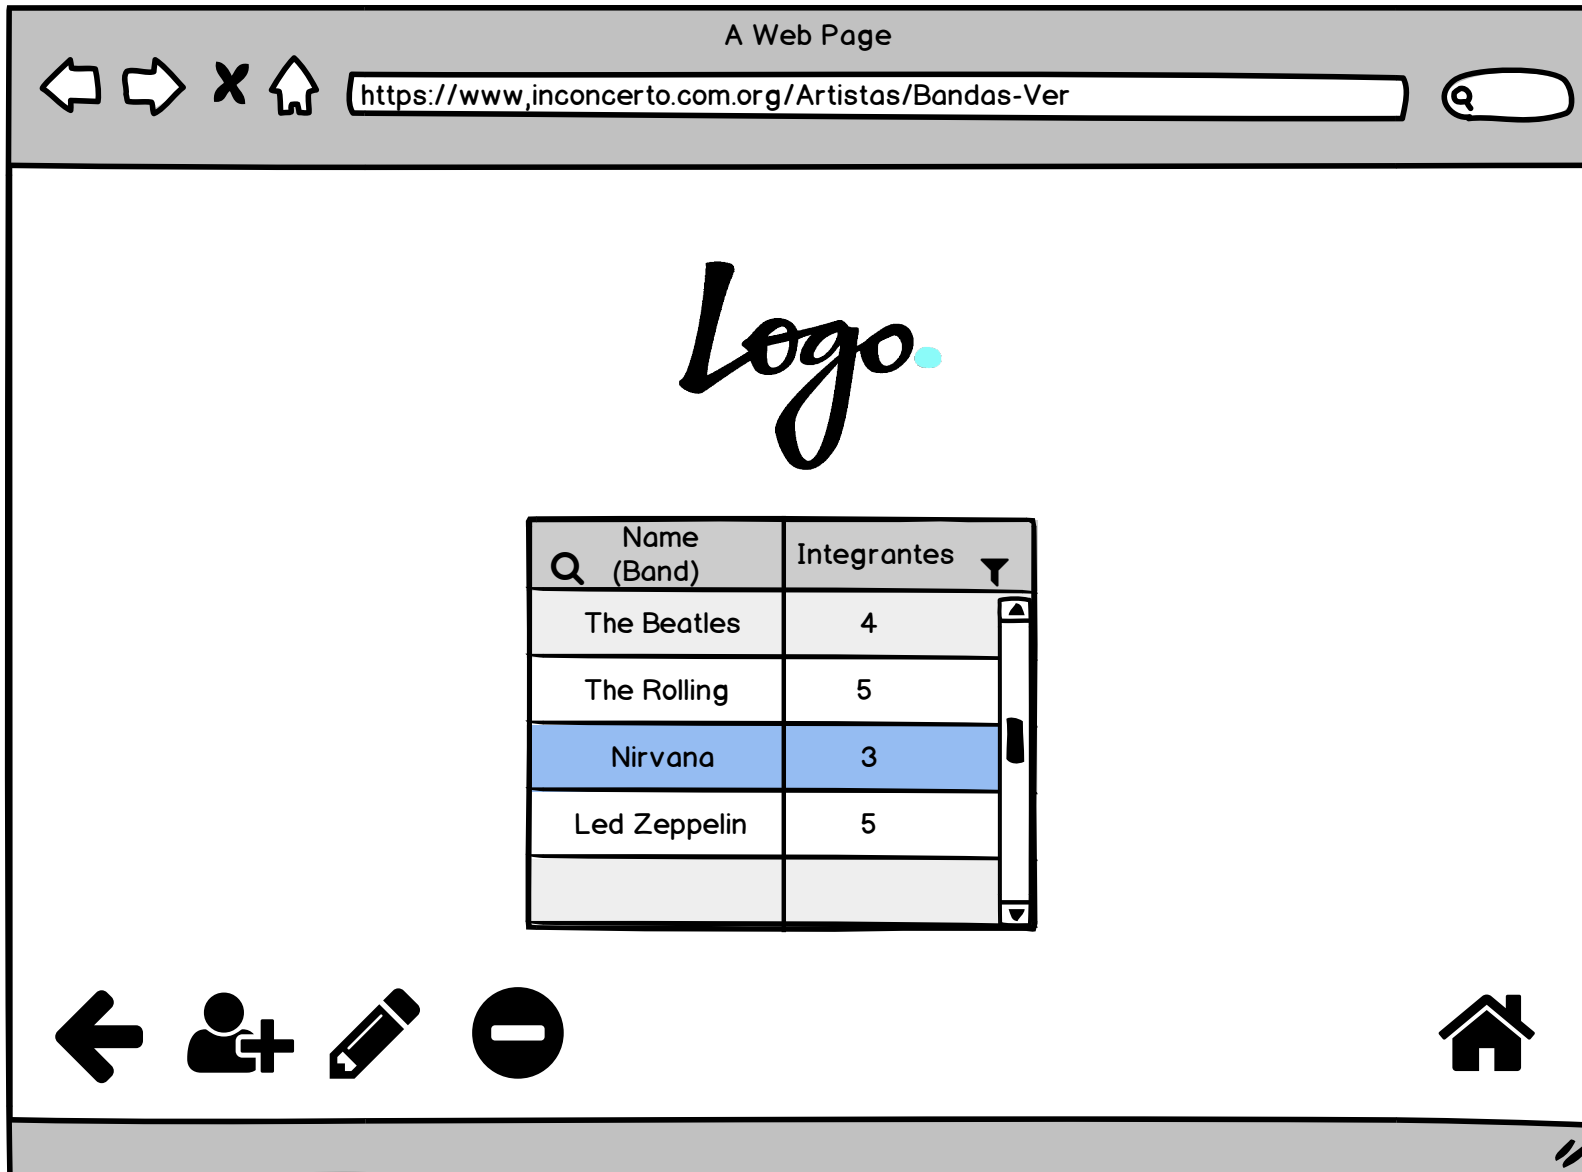 A Web Page
https://www,inconcerto.com.org/Artistas/Bandas-Ver
Logo.
Name
(Band)
Integrantes
The Beatles 4
The Rolling 5
Nirvana 3
Led Zeppelin 5